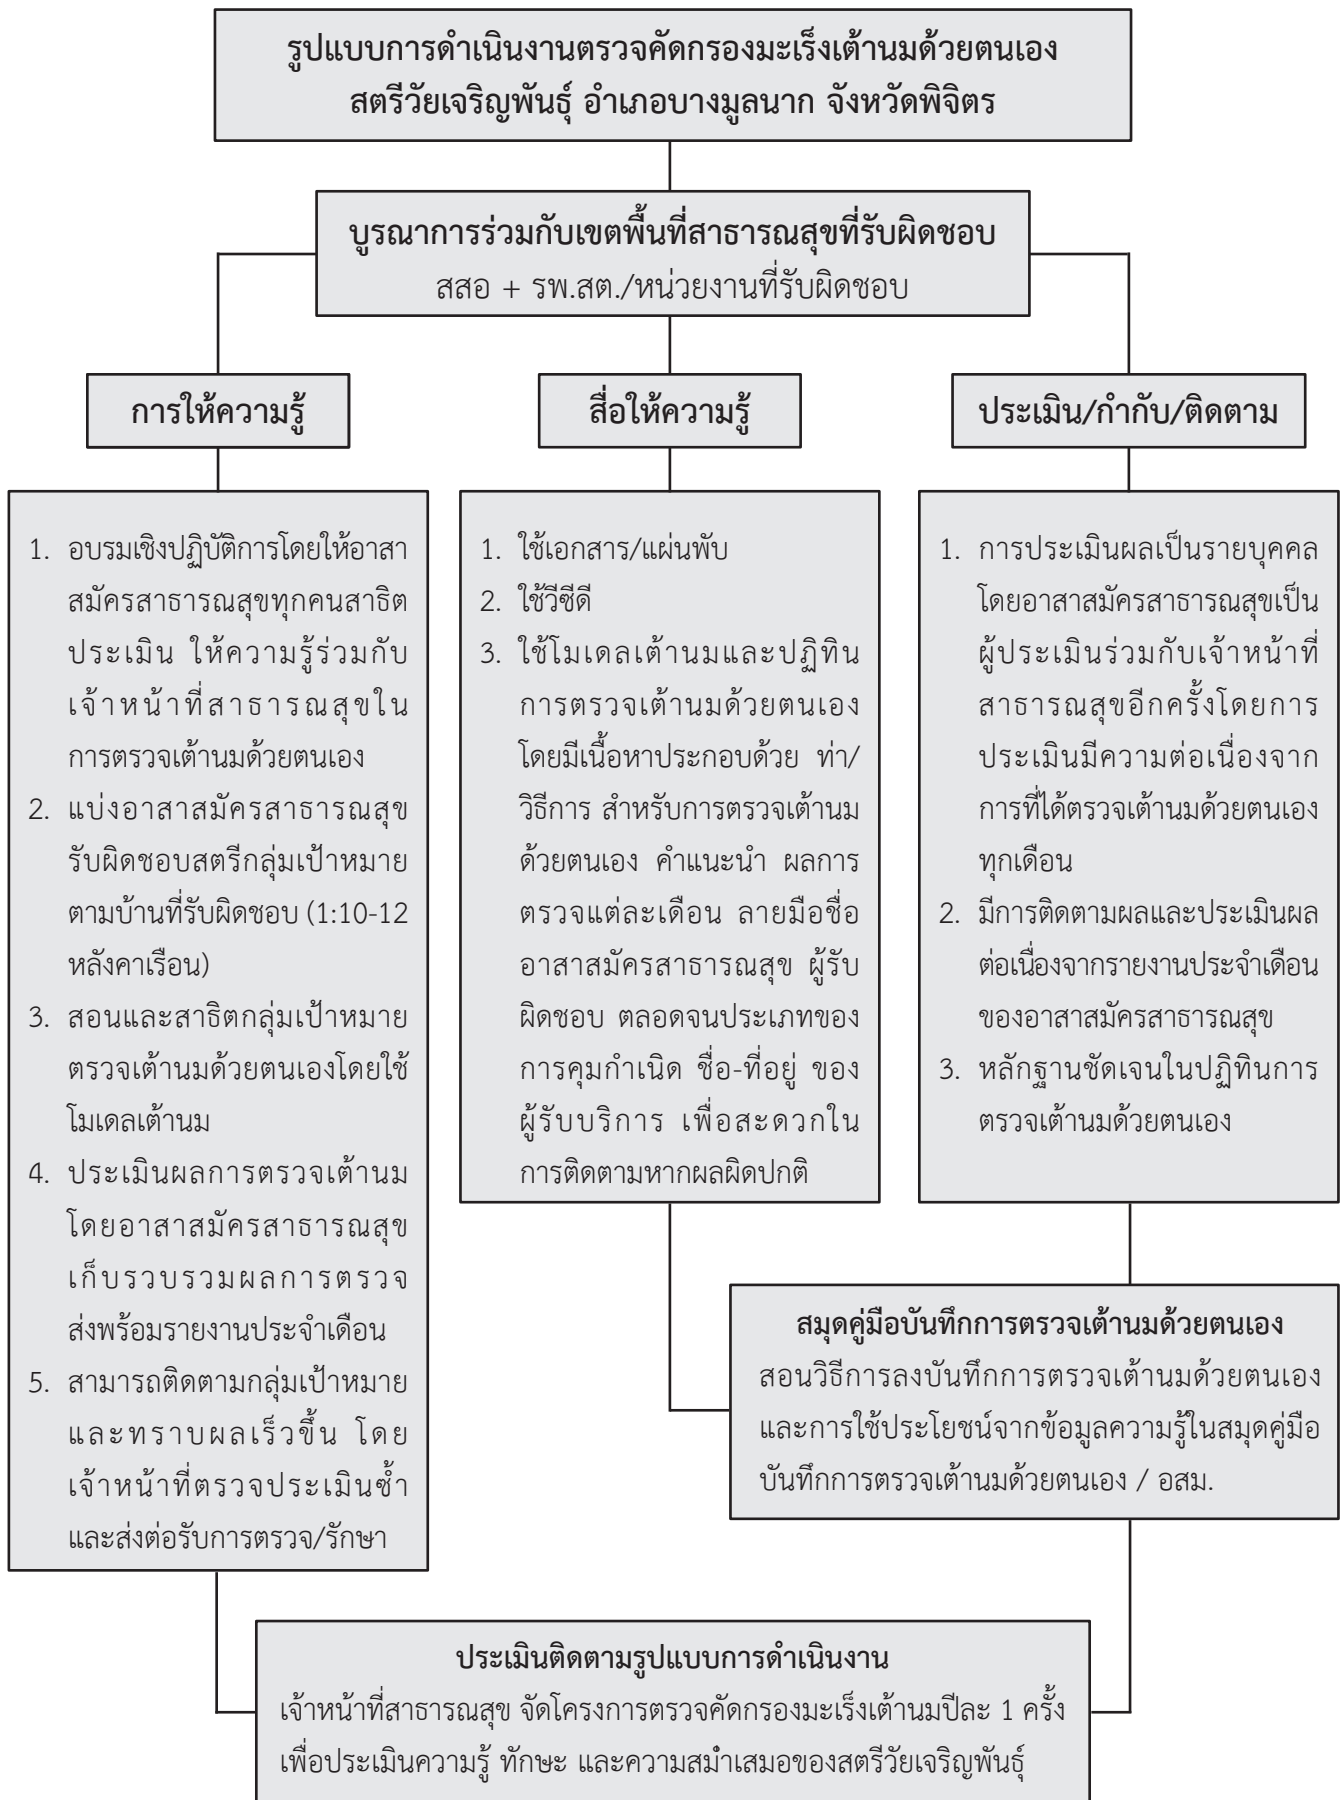 รูปแบบการดำเนินงานตรวจคัดกรองมะเร็งเต้านมด้วยตนเอง
สตรีวัยเจริญพันธุ์ อำเภอบางมูลนาก จังหวัดพิจิตร
บูรณาการร่วมกับเขตพื้นที่สาธารณสุขที่รับผิดชอบ
สสอ + รพ.สต./หน่วยงานที่รับผิดชอบ
การให้ความรู้
1. อบรมเชิงปฏิบัติการโดยให้อาสา
สมัครสาธารณสุขทุกคนสาธิต
ประเมิน ให้ความรู้ร่วมกับ
เจ้าหน้าที่สาธารณสุขใน
การตรวจเต้านมด้วยตนเอง
2. แบ่งอาสาสมัครสาธารณสุข
รับผิดชอบสตรีกลุ่มเป้าหมาย
ตามบ้านที่รับผิดชอบ (1:10-12
หลังคาเรือน)
3. สอนและสาธิตกลุ่มเป้าหมาย
ตรวจเต้านมด้วยตนเองโดยใช้
โมเดลเต้านม
4. ประเมินผลการตรวจเต้านม
โดยอาสาสมัครสาธารณสุข
เก็บรวบรวมผลการตรวจ
ส่งพร้อมรายงานประจำเดือน
5. สามารถติดตามกลุ่มเป้าหมาย
และทราบผลเร็วขึ้น โดย
เจ้าหน้าที่ตรวจประเมินซ้ำ
และส่งต่อรับการตรวจ/รักษา
สื่อให้ความรู้
1. ใช้เอกสาร/แผ่นพับ
2. ใช้วีซีดี
3. ใช้โมเดลเต้านมและปฏิทิน
การตรวจเต้านมด้วยตนเอง
โดยมีเนื้อหาประกอบด้วย ท่า/
วิธีการ สำหรับการตรวจเต้านม
ด้วยตนเอง คำแนะนำ ผลการ
ตรวจแต่ละเดือน ลายมือชื่อ
อาสาสมัครสาธารณสุข ผู้รับ
ผิดชอบ ตลอดจนประเภทของ
การคุมกำเนิด ชื่อ-ที่อยู่ ของ
ผู้รับบริการ เพื่อสะดวกใน
การติดตามหากผลผิดปกติ
ประเมิน/กำกับ/ติดตาม
1. การประเมินผลเป็นรายบุคคล
โดยอาสาสมัครสาธารณสุขเป็น
ผู้ประเมินร่วมกับเจ้าหน้าที่
สาธารณสุขอีกครั้งโดยการ
ประเมินมีความต่อเนื่องจาก
การที่ได้ตรวจเต้านมด้วยตนเอง
ทุกเดือน
2. มีการติดตามผลและประเมินผล
ต่อเนื่องจากรายงานประจำเดือน
ของอาสาสมัครสาธารณสุข
3. หลักฐานชัดเจนในปฏิทินการ
ตรวจเต้านมด้วยตนเอง
สมุดคู่มือบันทึกการตรวจเต้านมด้วยตนเอง
สอนวิธีการลงบันทึกการตรวจเต้านมด้วยตนเอง
และการใช้ประโยชน์จากข้อมูลความรู้ในสมุดคู่มือ
บันทึกการตรวจเต้านมด้วยตนเอง / อสม.
ประเมินติดตามรูปแบบการดำเนินงาน
เจ้าหน้าที่สาธารณสุข จัดโครงการตรวจคัดกรองมะเร็งเต้านมปีละ 1 ครั้ง
เพื่อประเมินความรู้ ทักษะ และความสม่ำเสมอของสตรีวัยเจริญพันธุ์